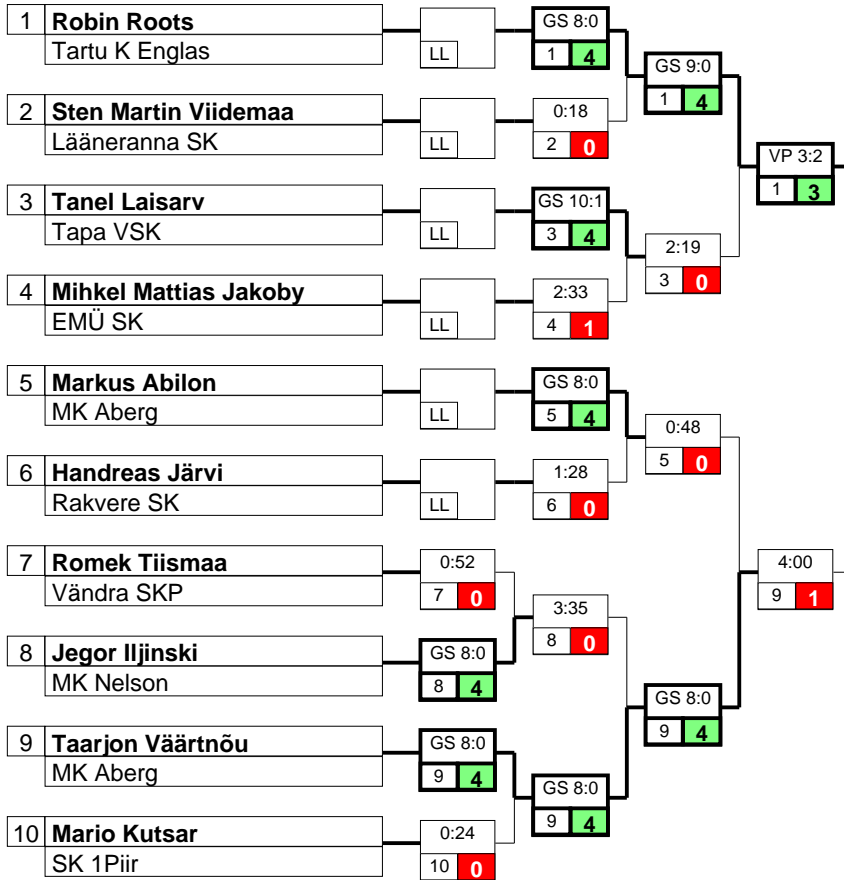 1 Robin Roots
Tartu K Englas
LL
GS 8:0
1 4
GS 9:0
1 4
2 Sten Martin Viidemaa
Lääneranna SK
LL
0:18
2 0
VP 3:2
1 3
3 Tanel Laisarv
Tapa VSK
LL
GS 10:1
3 4
2:19
3 0
4 Mihkel Mattias Jakoby
EMÜ SK
LL
2:33
4 1
5 Markus Abilon
MK Aberg
LL
GS 8:0
5 4
0:48
5 0
6 Handreas Järvi
Rakvere SK
LL
1:28
6 0
7 Romek Tiismaa
Vändra SKP
0:52
7 0
3:35
8 0
4:00
9 1
8 Jegor Iljinski
MK Nelson
GS 8:0
8 4
GS 8:0
9 4
9 Taarjon Väärtnõu
MK Aberg
GS 8:0
9 4
GS 8:0
9 4
10 Mario Kutsar
SK 1Piir
0:24
10 0